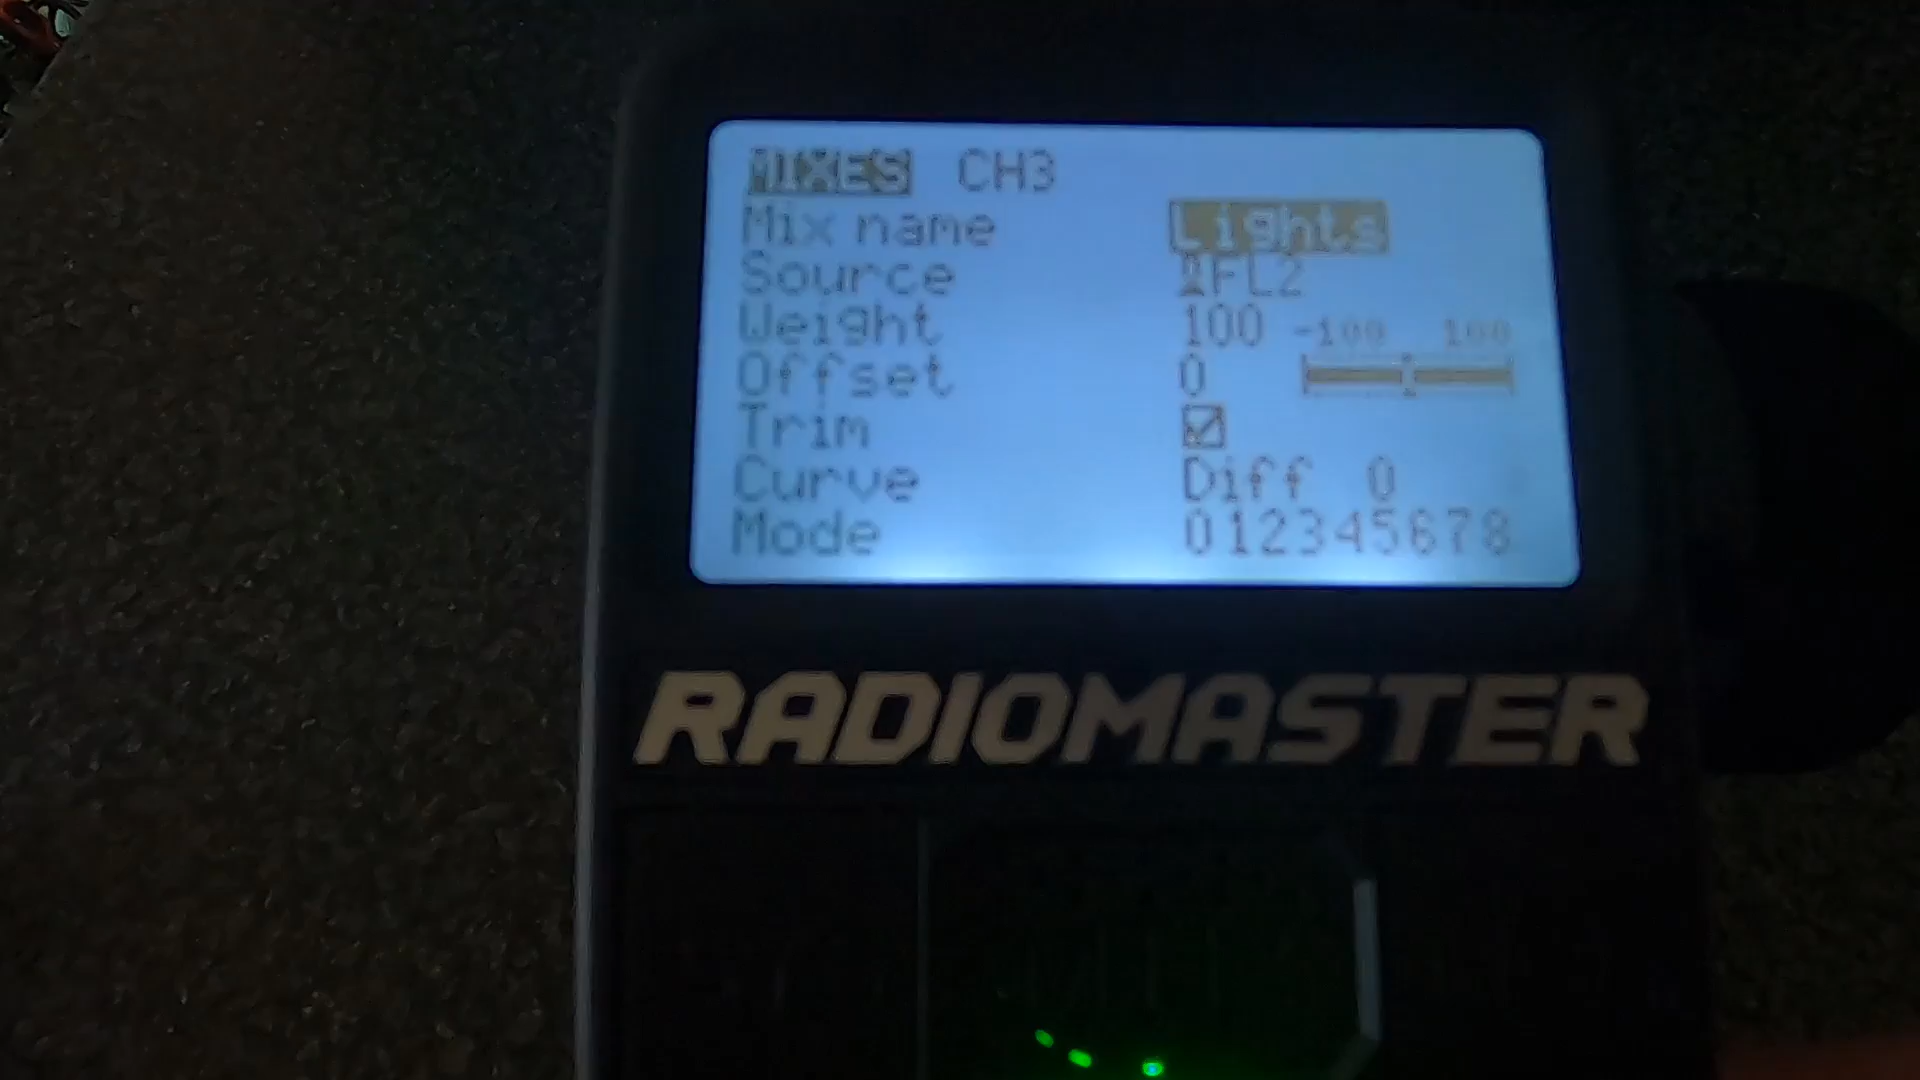 MIXES CH3
Mix name Lights
Source FL2
Weight 100 -100 100
Offset 0
Trim
Curve Diff 0
Mode 012345678
RADIOMASTER